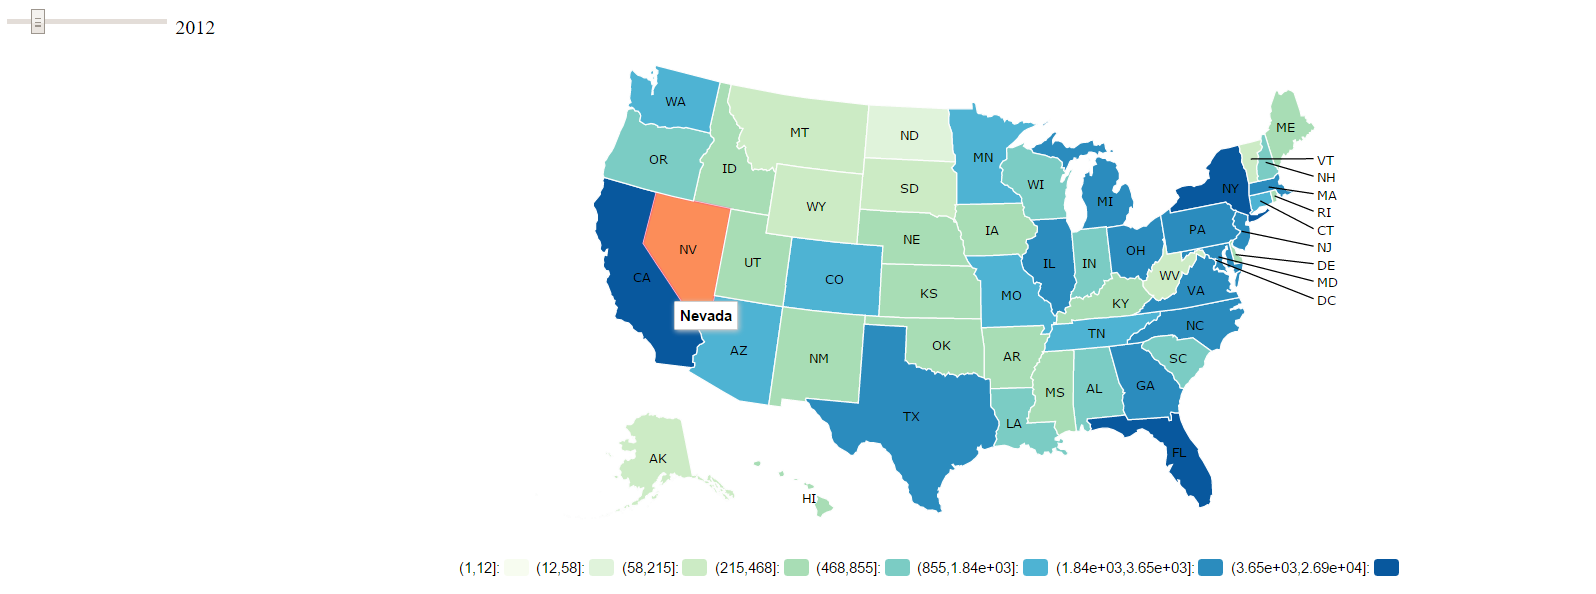 2012
WA
MT
ND
MN
ME
OR
ID
SD
WI
MI
VT
NH
NY
MA
WY
RI
NV
UT
NE
IA
PA
CT
CA
CO
KS
MO
IL
IN
OH
NJ
WV
VA
DE
MD
DC
KY
Nevada
AZ
NM
OK
AR
TN
NC
SC
TX
LA
MS
AL
GA
FL
AK
HI
(1,12]: (12,58]: (58,215]: (215,468]: (468,855]: (855,1.84e+03]: (1.84e+03,3.65e+03]: (3.65e+03,2.69e+04]: